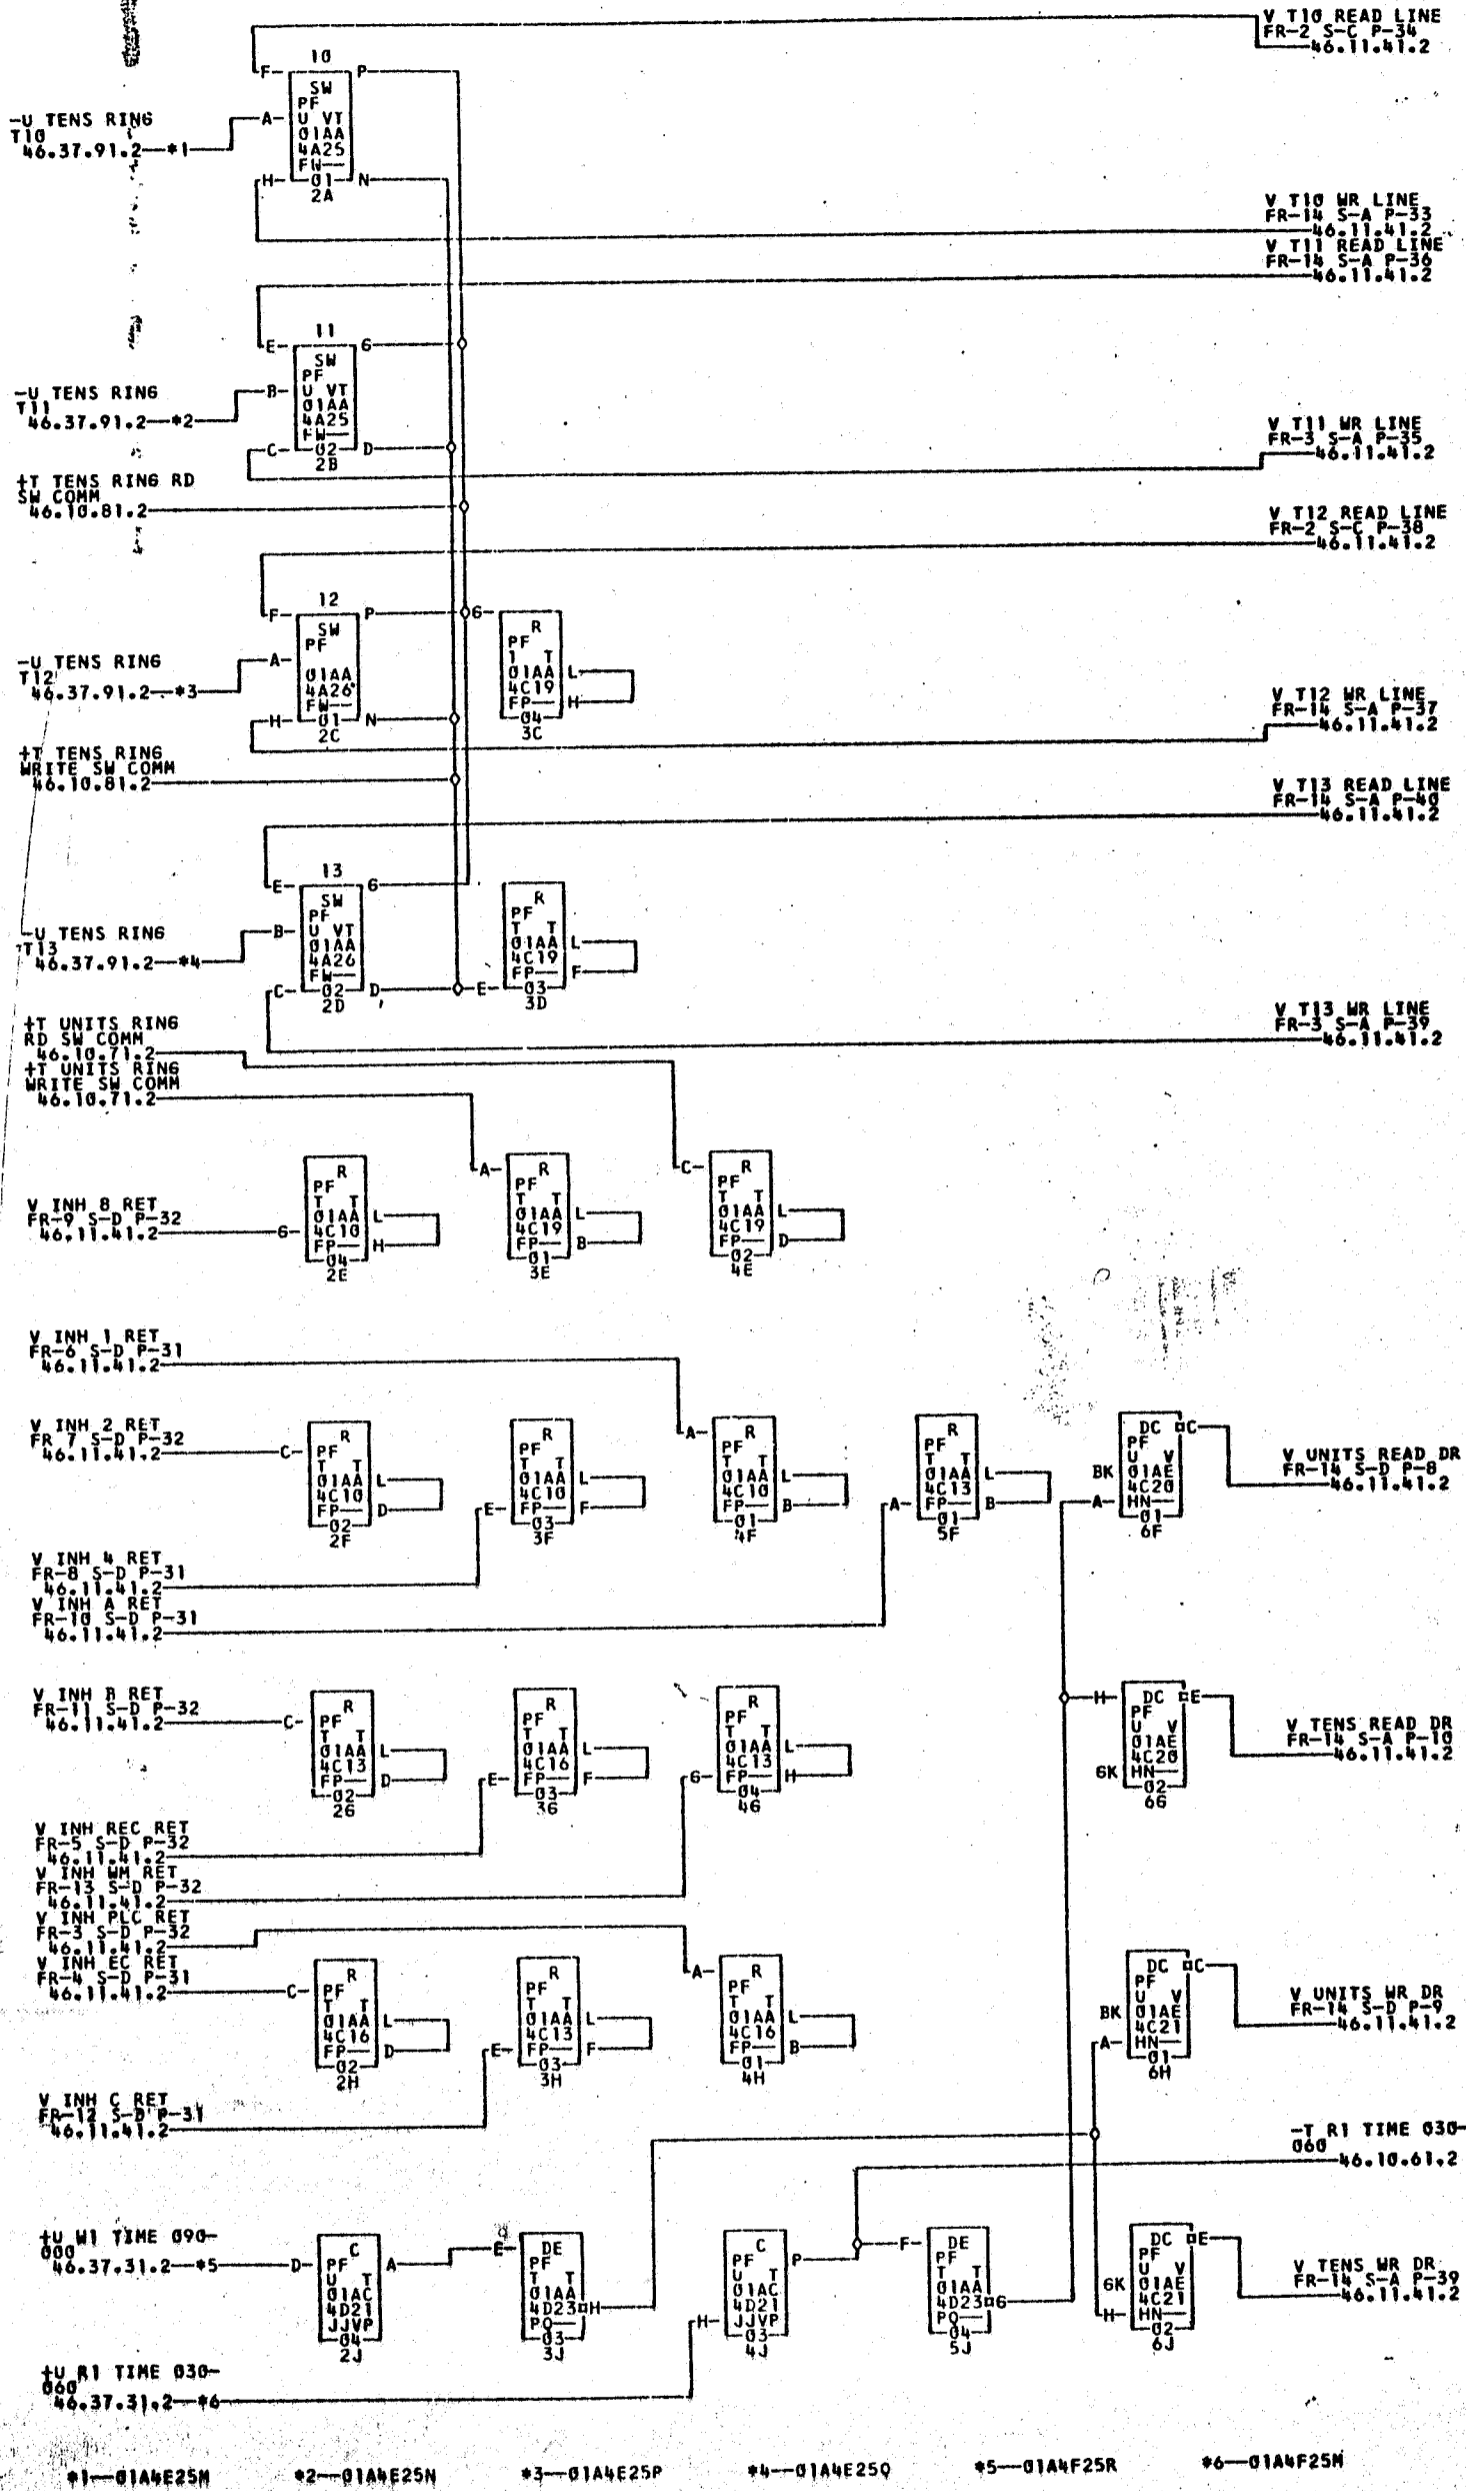 V T10 READ LINE
FR-2 S-C P-34
46.11.41.2
10
F P
SW
PF
U VT
01AA
4A25
FW
01
2A
A
H N
-U TENS RING
T10
46.37.91.2 *1
V T10 WR LINE
FR-14 S-A P-33
46.11.41.2
V T11 READ LINE
FR-14 S-A P-36
46.11.41.2
11
E G
SW
PF
U VT
01AA
4A25
FW
02
2B
B
C D
-U TENS RING
T11
46.37.91.2 *2
V T11 WR LINE
FR-3 S-A P-35
46.11.41.2
+T TENS RING RD
SW COMM
46.10.81.2
V T12 READ LINE
FR-2 S-C P-38
46.11.41.2
12
F P
SW
PF
01AA
4A26
FW
01
2C
A
H N
G
R
PF
1 T
01AA L
4C19
FP H
04
3C
-U TENS RING
T12
46.37.91.2 *3
V T12 WR LINE
FR-14 S-A P-37
46.11.41.2
+T TENS RING
WRITE SW COMM
46.10.81.2
V T13 READ LINE
FR-14 S-A P-40
46.11.41.2
13
E G
SW
PF
U VT
01AA
4A26
FW
02
2D
B
C D
R
PF
T T
01AA L
4C19
FP F
E 03
3D
-U TENS RING
T13
46.37.91.2 *4
V T13 WR LINE
FR-3 S-A P-39
46.11.41.2
+T UNITS RING
RD SW COMM
46.10.71.2
+T UNITS RING
WRITE SW COMM
46.10.71.2
V INH 8 RET
FR-9 S-D P-32
46.11.41.2
G
R
PF
T T
01AA L
4C10
FP H
04
2E
A
R
PF
T T
01AA L
4C19
FP B
01
3E
C
R
PF
T T
01AA L
4C19
FP D
02
4E
V INH 1 RET
FR-6 S-D P-31
46.11.41.2
V INH 2 RET
FR 7 S-D P-32
46.11.41.2
C
R
PF
T T
01AA L
4C10
FP D
02
2F
E
R
PF
T T
01AA L
4C10
FP F
03
3F
A
R
PF
T T
01AA L
4C10
FP B
01
4F
A
R
PF
T T
01AA L
4C13
FP B
01
5F
DC C
PF
U V
BK 01AE
4C20
A HN
01
6F
V UNITS READ DR
FR-14 S-D P-8
46.11.41.2
V INH 4 RET
FR-8 S-D P-31
46.11.41.2
V INH A RET
FR-10 S-D P-31
46.11.41.2
V INH B RET
FR-11 S-D P-32
46.11.41.2
C
R
PF
T T
01AA L
4C13
FP D
02
2G
E
R
PF
T T
01AA L
4C16
FP F
03
3G
G
R
PF
T T
01AA L
4C13
FP H
04
4G
H DC E
PF
U V
01AE
4C20
GK HN
02
6G
V TENS READ DR
FR-14 S-A P-10
46.11.41.2
V INH REC RET
FR-5 S-D P-32
46.11.41.2
V INH WM RET
FR-13 S-D P-32
46.11.41.2
V INH PLC RET
FR-3 S-D P-32
46.11.41.2
V INH EC RET
FR-4 S-D P-31
46.11.41.2
C
R
PF
T T
01AA L
4C16
FP D
02
2H
E
R
PF
T T
01AA L
4C13
FP F
03
3H
A
R
PF
T T
01AA L
4C16
FP B
01
4H
DC C
PF
U V
BK 01AE
4C21
A HN
01
6H
V UNITS WR DR
FR-14 S-D P-9
46.11.41.2
V INH C RET
FR-12 S-D P-31
46.11.41.2
-T R1 TIME 030-
060
46.10.61.2
+U W1 TIME 090-
000
46.37.31.2 *5
D
C
PF A
U T
01AC
4D21
JJVP
04
2J
E
DE
PF
T T
01AA
4D23 H
PQ
03
3J
C
PF P
U T
01AC
4D21
H JJVP
03
4J
F
DE
PF
T T
01AA
4D23 G
PQ
04
5J
DC E
PF
U V
GK 01AE
4C21
H HN
02
6J
V TENS WR DR
FR-14 S-A P-39
46.11.41.2
+U R1 TIME 030-
060
46.37.31.2 *6
*1—01A4E25M *2—01A4E25N *3—01A4E25P *4—01A4E25Q *5—01A4F25R *6—01A4F25M